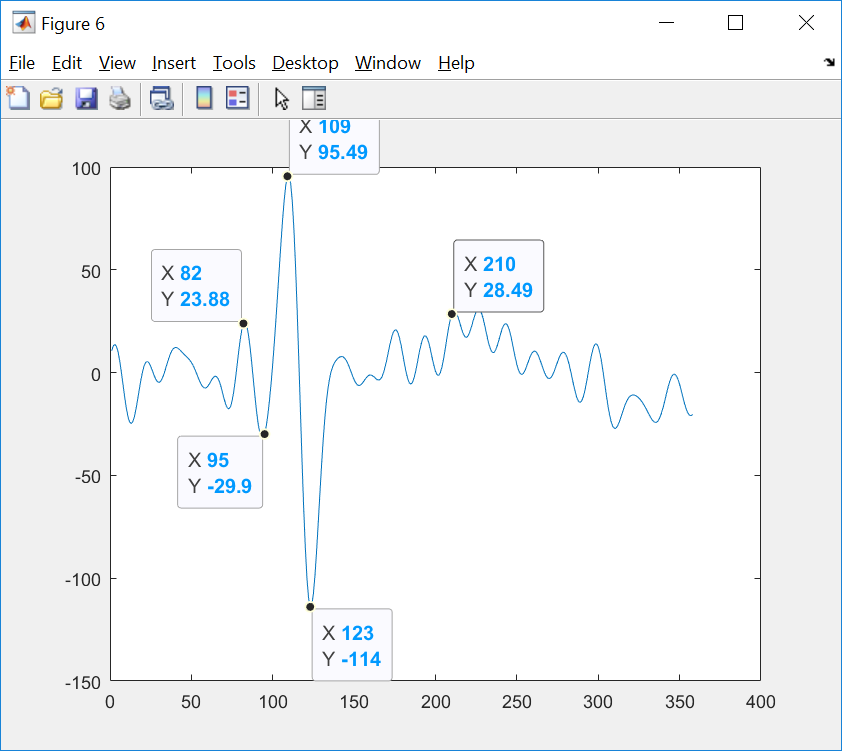 Figure 6
File Edit View Insert Tools Desktop Window Help
X 109
Y 95.49
100
X 210
Y 28.49
X 82
Y 23.88
50
0
X 95
Y -29.9
-50
-100
X 123
Y -114
-150
0 50 100 150 200 250 300 350 400